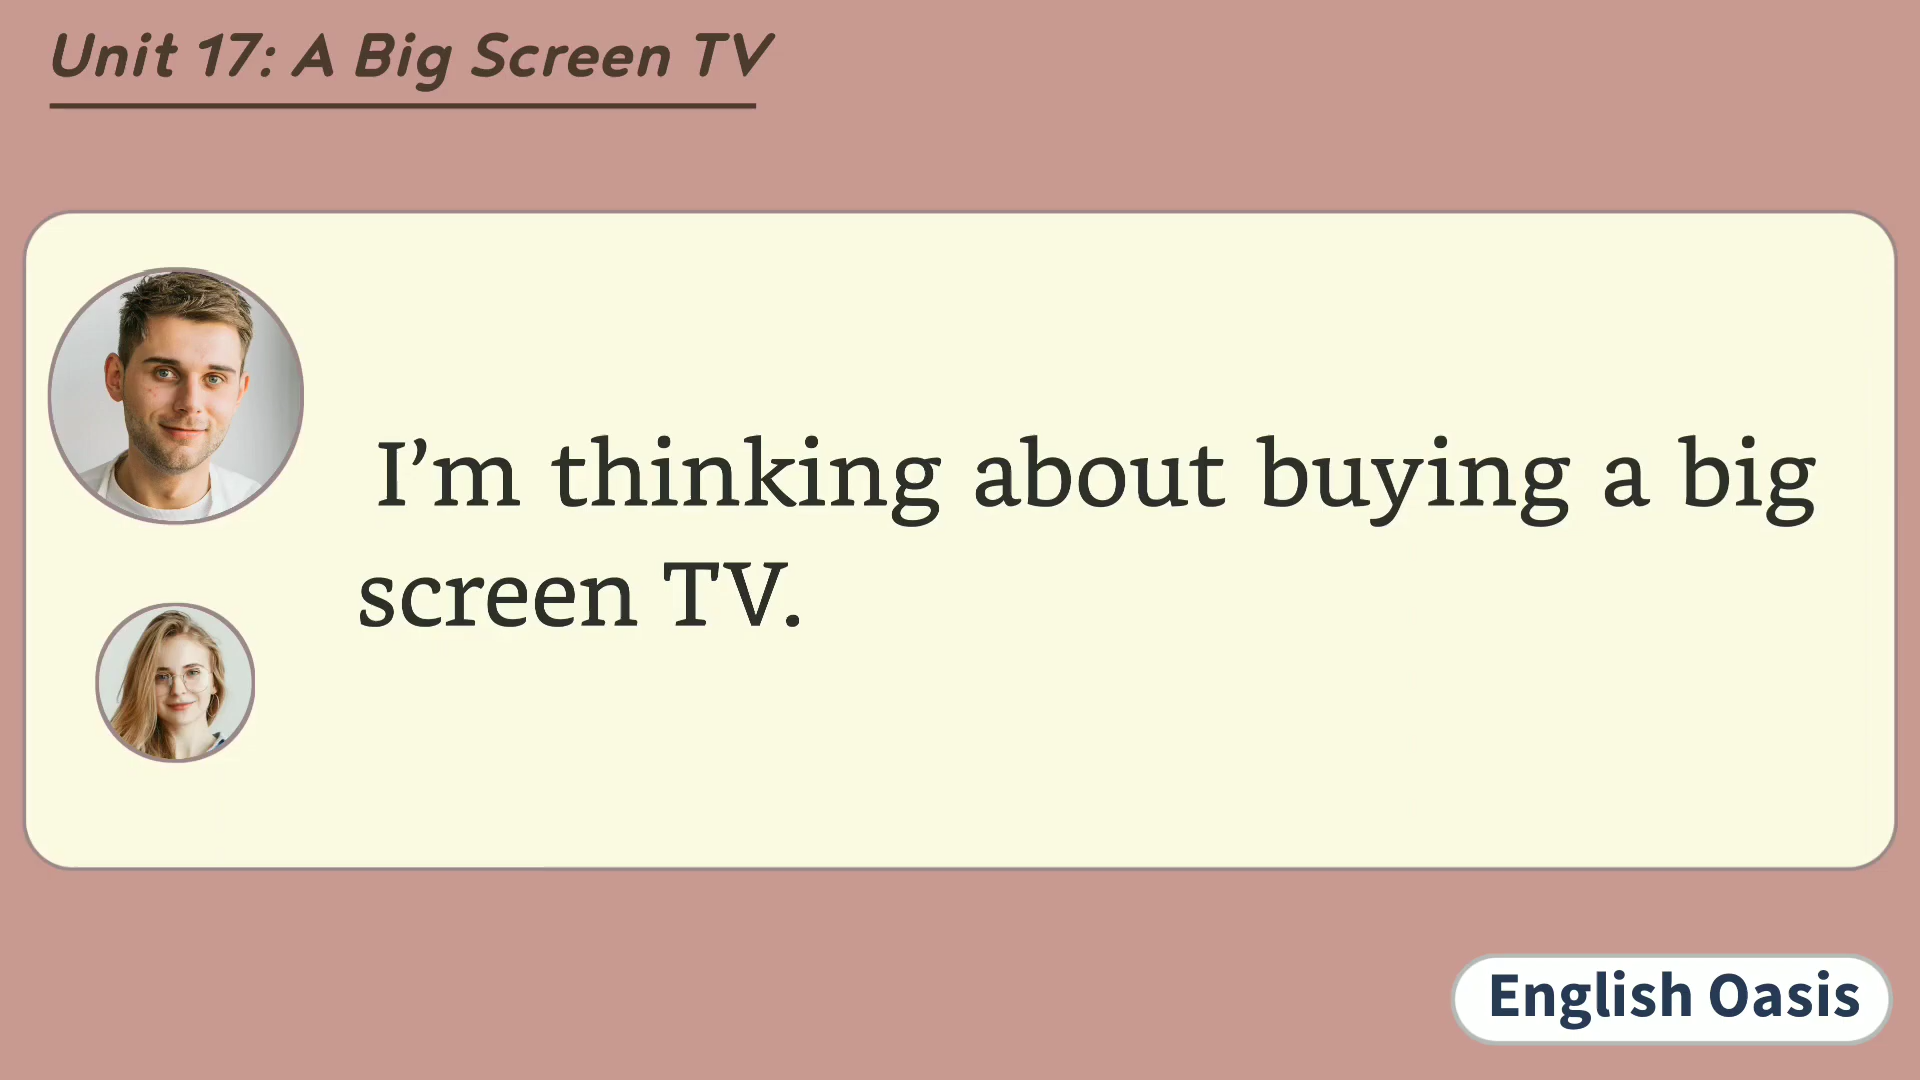 Unit 17: A Big Screen TV
I’m thinking about buying a big
screen TV.
English Oasis